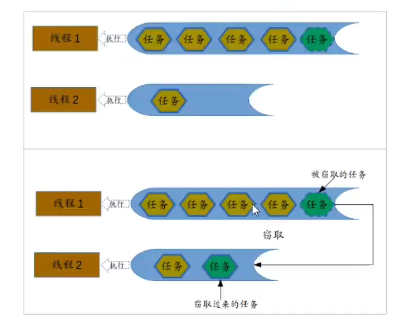 线程1 执行 任务 任务 任务 任务 任务
线程2 执行 任务
被窃取的任务
线程1 执行 任务 任务 任务 任务 任务
窃取
线程2 执行 任务 任务
窃取过来的任务